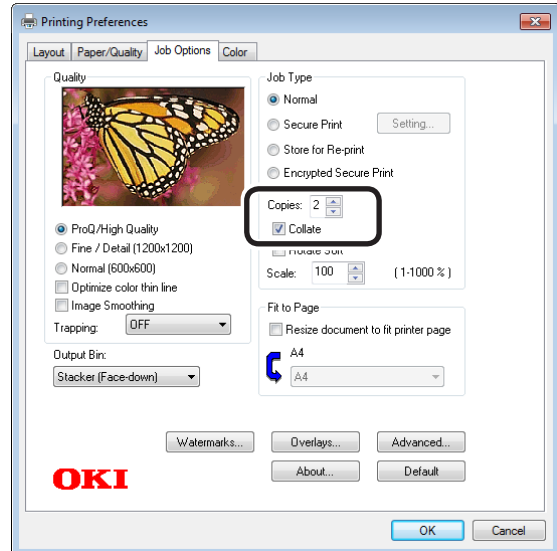 Printing Preferences
Layout Paper/Quality Job Options Color
Quality
ProQ/High Quality
Fine / Detail (1200x1200)
Normal (600x600)
Optimize color thin line
Image Smoothing
Trapping: OFF
Output Bin:
Stacker (Face-down)
Job Type
Normal
Secure Print Setting...
Store for Re-print
Encrypted Secure Print
Copies: 2
Collate
Rotate Sort
Scale: 100 (1-1000 %)
Fit to Page
Resize document to fit printer page
A4
A4
Watermarks... Overlays... Advanced...
About... Default
OKI
OK Cancel